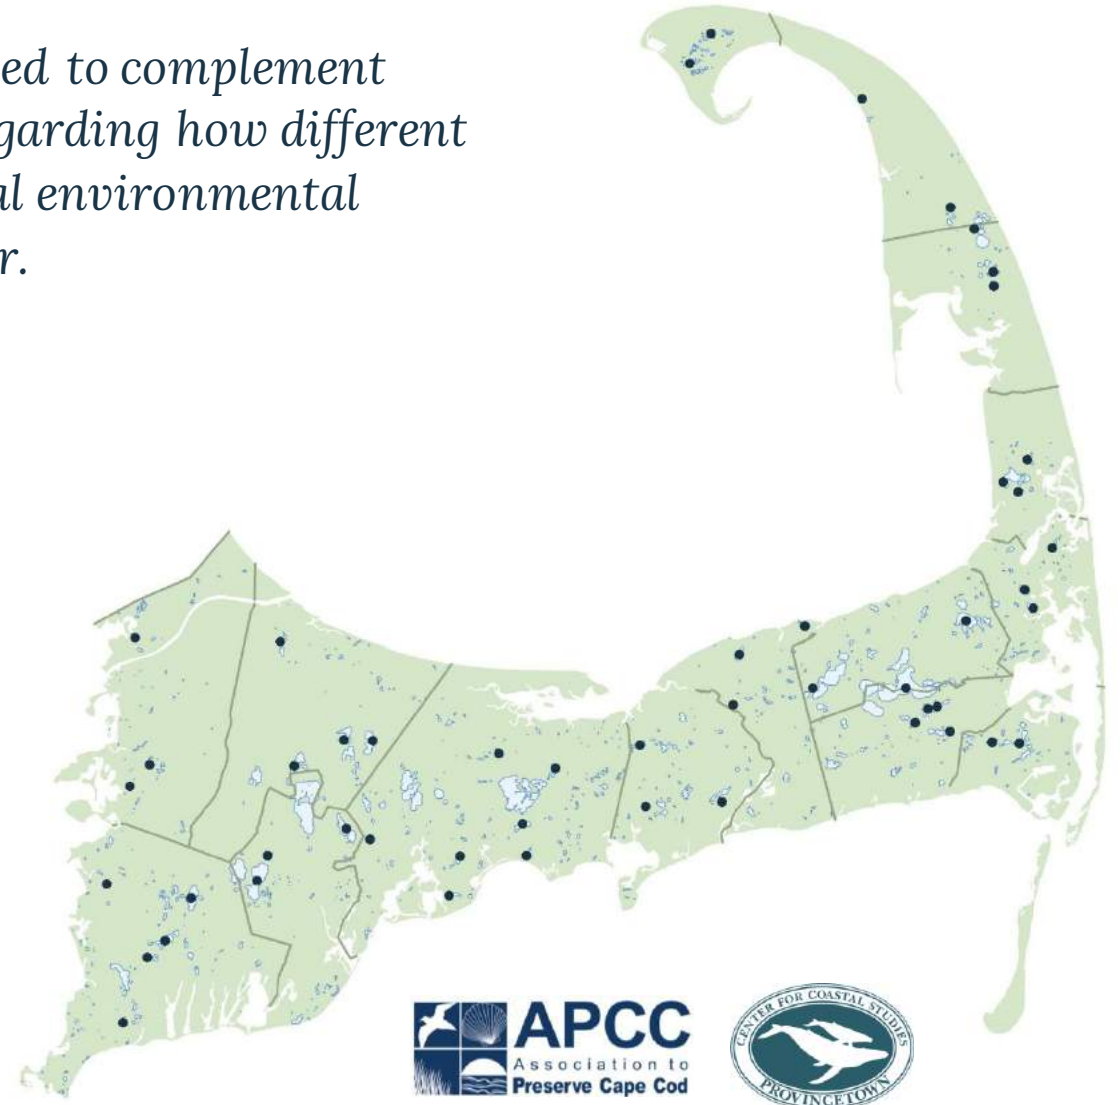 ed to complement
garding how different
al environmental
r.
APCC
Association to
Preserve Cape Cod
CENTER FOR COASTAL STUDIES
PROVINCETOWN